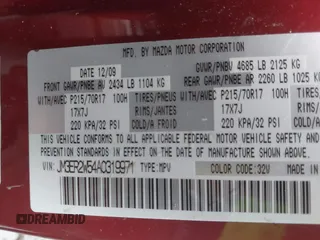 MFD. BY MAZDA MOTOR CORPORATION
DATE 12/09
GVWR/PNBV 4685 LB 2125 KG
FRONT GAWR/PNBE AV 2434 LB 1104 KG
REAR GAWR/PNBE AR 2260 LB 1025
WITH/AVEC P215/70R17 100H TIRES/PNEUS WITH/AVEC P215/70R17 100H
17X7J RIMS/JANTES 17X7J
220 KPA/32 PSI COLD/A FROID 220 KPA/32 PSI
THIS VEHICLE CONFORMS TO ALL APPLICABLE FEDERAL MOTOR VEHICLE
PREVENTION STANDARDS IN EFFECT ON THE DATE OF MANUFACTURE SHOWN ABOVE
VIN: JM3ER2W54A0319971 TYPE:MPV COLOR CODE:32V MADE IN
DREAMBID